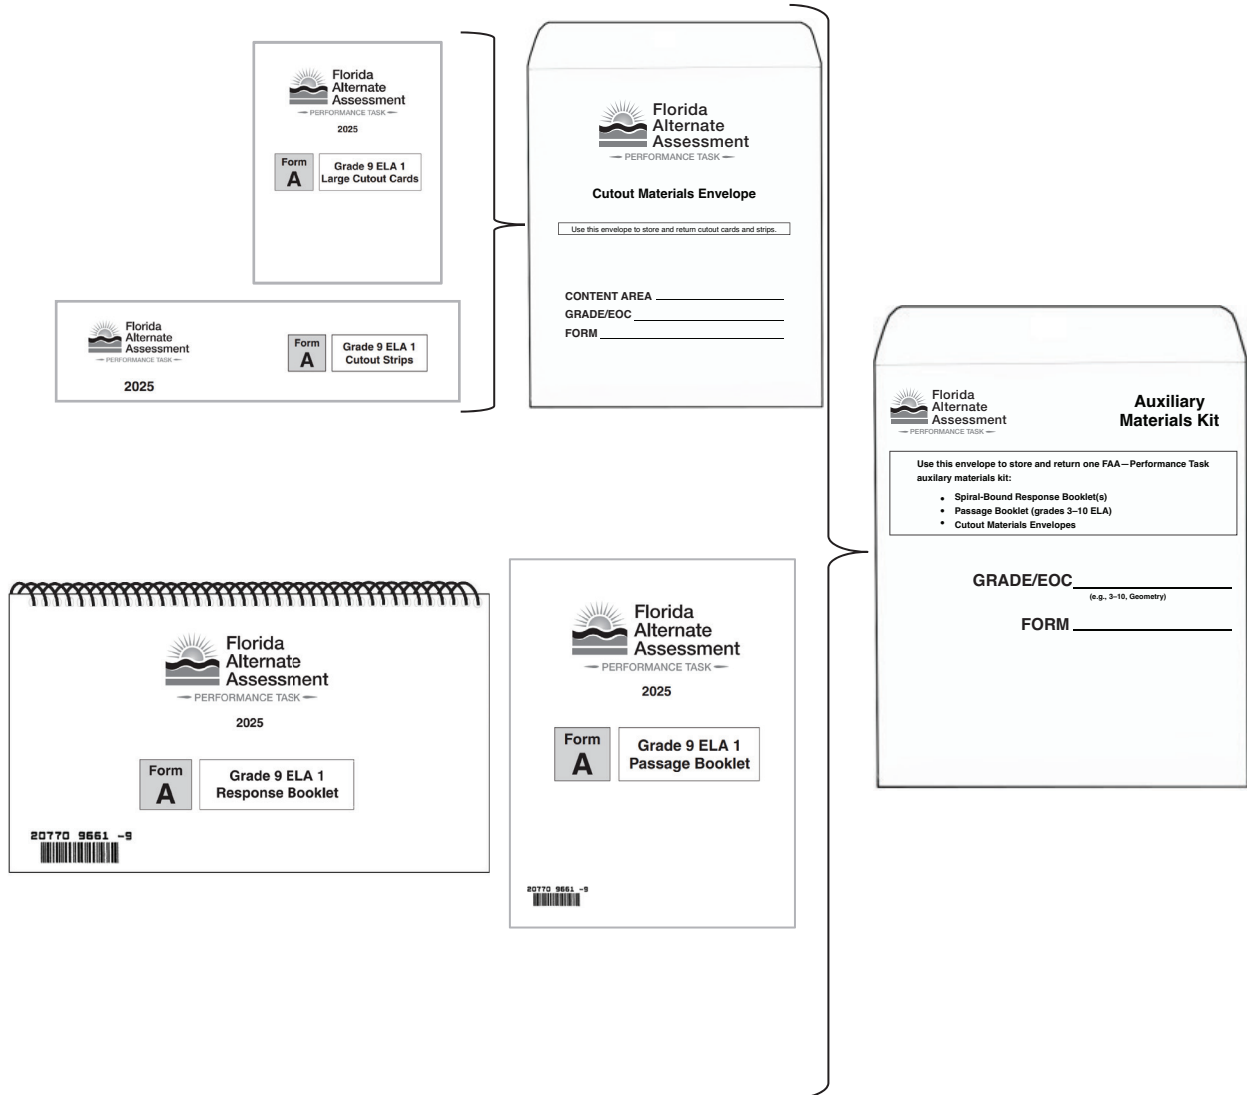 Florida
Alternate
Assessment
PERFORMANCE TASK
2025
Form
A
Grade 9 ELA 1
Large Cutout Cards
Florida
Alternate
Assessment
PERFORMANCE TASK
2025
Form
A
Grade 9 ELA 1
Cutout Strips
Florida
Alternate
Assessment
PERFORMANCE TASK
Cutout Materials Envelope
Use this envelope to store and return cutout cards and strips.
CONTENT AREA
GRADE/EOC
FORM
Florida
Alternate
Assessment
PERFORMANCE TASK
2025
Form
A
Grade 9 ELA 1
Response Booklet
20770 9661 -9
Florida
Alternate
Assessment
PERFORMANCE TASK
2025
Form
A
Grade 9 ELA 1
Passage Booklet
20770 9661 -9
Florida
Alternate
Assessment
PERFORMANCE TASK
Auxiliary
Materials Kit
Use this envelope to store and return one FAA—Performance Task
auxilary materials kit:
• Spiral-Bound Response Booklet(s)
• Passage Booklet (grades 3–10 ELA)
• Cutout Materials Envelopes
GRADE/EOC
(e.g., 3–10, Geometry)
FORM